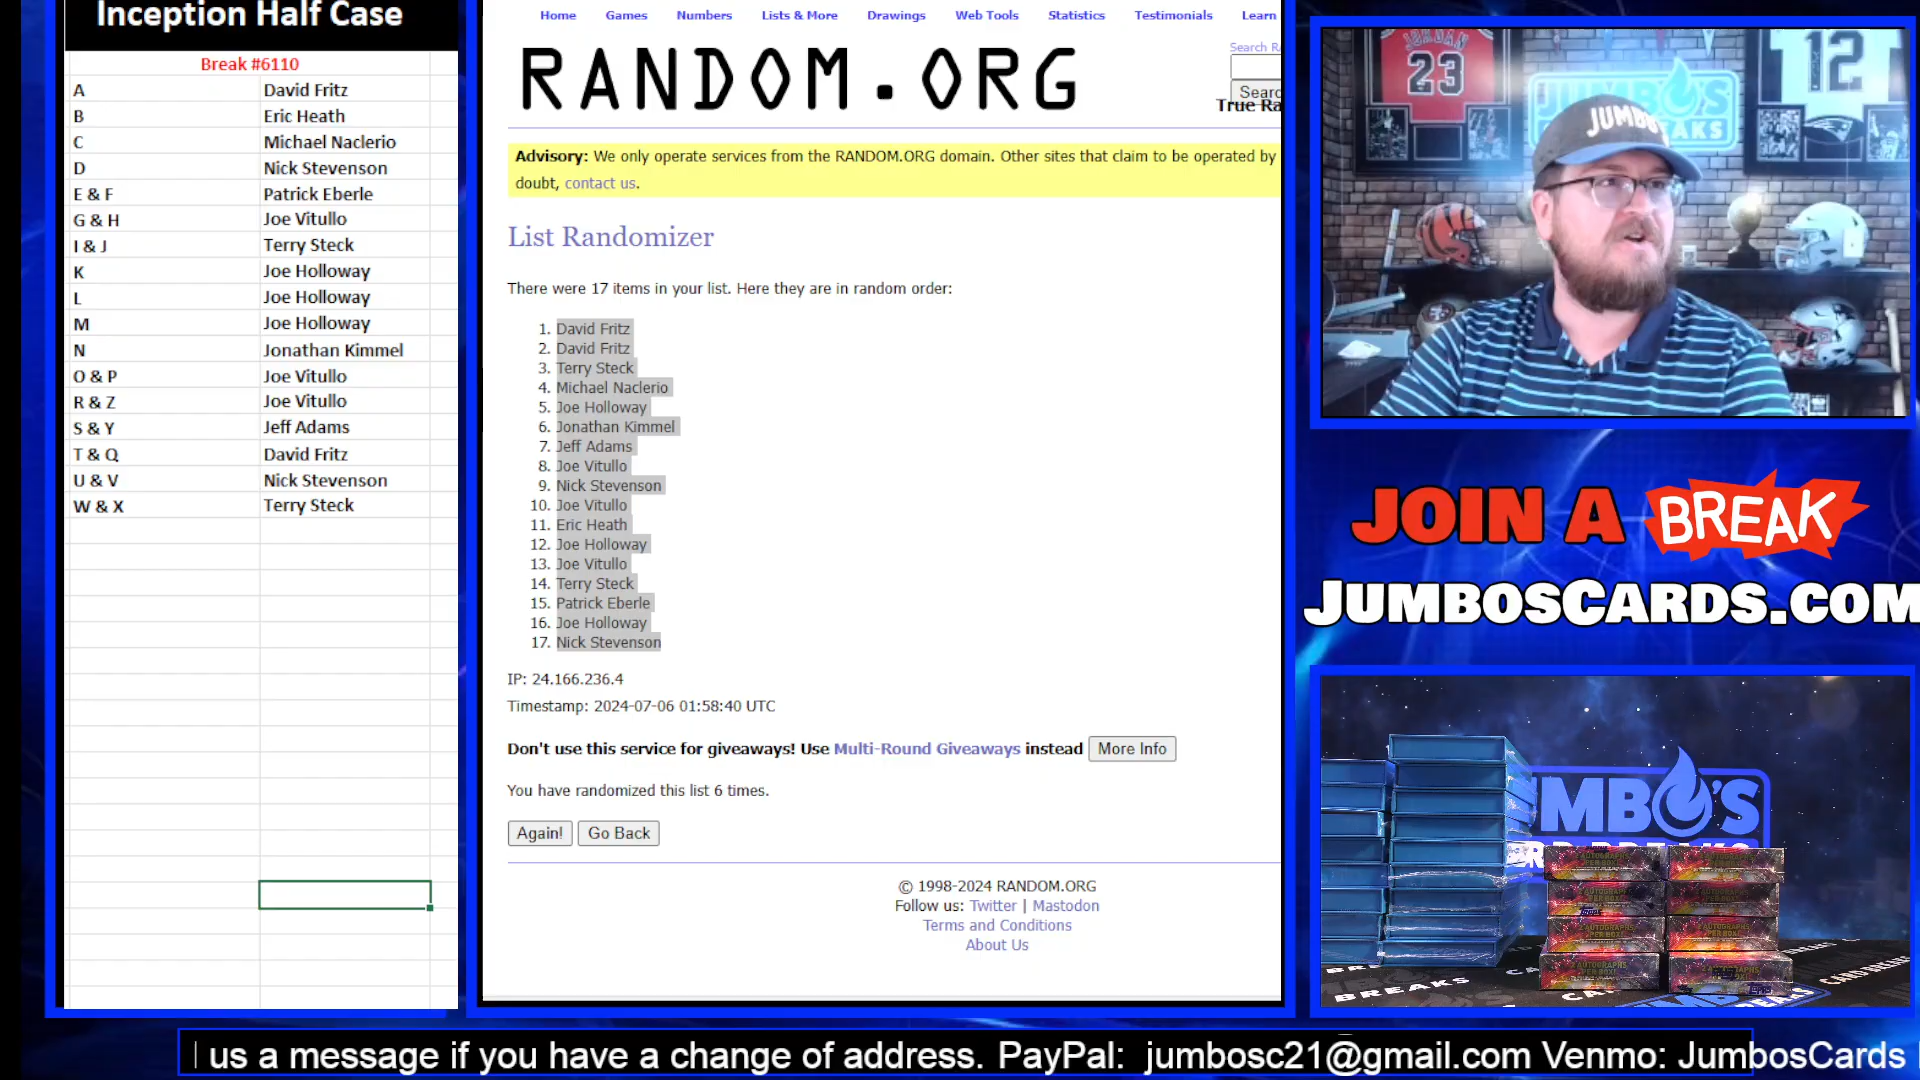 Inception Half Case
Break #6110
A David Fritz
B Eric Heath
C Michael Naclerio
D Nick Stevenson
E & F Patrick Eberle
G & H Joe Vitullo
I & J Terry Steck
K Joe Holloway
L Joe Holloway
M Joe Holloway
N Jonathan Kimmel
O & P Joe Vitullo
R & Z Joe Vitullo
S & Y Jeff Adams
T & Q David Fritz
U & V Nick Stevenson
W & X Terry Steck
Home Games Numbers Lists & More Drawings Web Tools Statistics Testimonials Learn
RANDOM.ORG
Search
Advisory: We only operate services from the RANDOM.ORG domain. Other sites that claim to be operated by
doubt, contact us.
List Randomizer
There were 17 items in your list. Here they are in random order:
1. David Fritz
2. David Fritz
3. Terry Steck
4. Michael Naclerio
5. Joe Holloway
6. Jonathan Kimmel
7. Jeff Adams
8. Joe Vitullo
9. Nick Stevenson
10. Joe Vitullo
11. Eric Heath
12. Joe Holloway
13. Joe Vitullo
14. Terry Steck
15. Patrick Eberle
16. Joe Holloway
17. Nick Stevenson
IP: 24.166.236.4
Timestamp: 2024-07-06 01:58:40 UTC
Don't use this service for giveaways! Use Multi-Round Giveaways instead More Info
You have randomized this list 6 times.
Again! Go Back
© 1998-2024 RANDOM.ORG
Follow us: Twitter | Mastodon
Terms and Conditions
About Us
JORDAN
23
12
JOIN A BREAK
JUMBOSCARDS.COM
BREAKS
CARD BREAKS
us a message if you have a change of address. PayPal: jumbosc21@gmail.com Venmo: JumbosCards